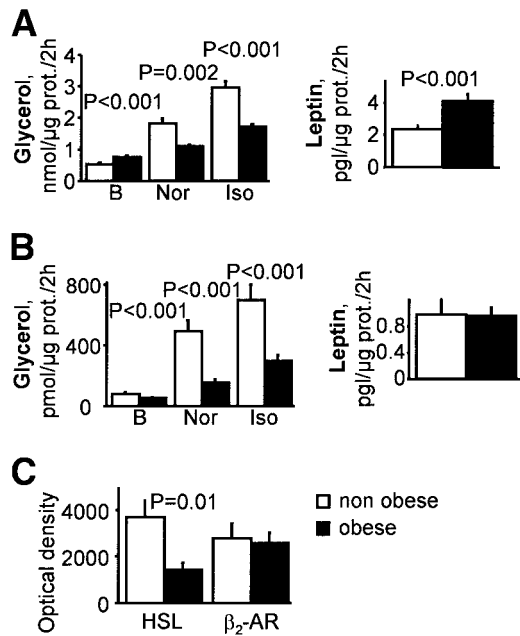 A
Glycerol,
nmol/µg prot./2h
4
3
2
1
0
P<0.001
P=0.002
P<0.001
B Nor Iso
Leptin,
pgl/µg prot./2h
4
2
0
P<0.001
B
Glycerol,
pmol/µg prot./2h
800
400
0
P<0.001
P<0.001
P<0.001
B Nor Iso
Leptin,
pgl/µg prot./2h
0.8
0.4
0
C
Optical density
4000
2000
0
P=0.01
HSL β₂-AR
non obese
obese